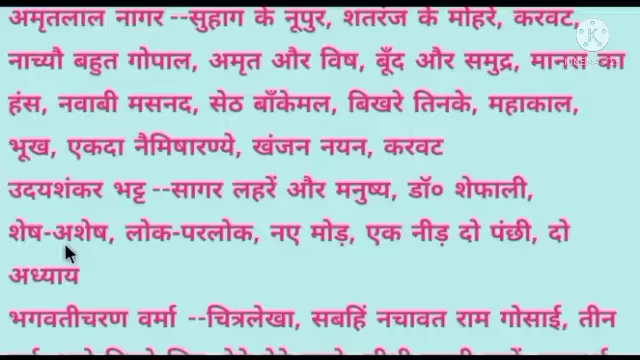 अमृतलाल नागर --सुहाग के नूपुर, शतरंज के मोहरे, करवट,
नाच्यौ बहुत गोपाल, अमृत और विष, बूँद और समुद्र, मानस का
हंस, नवाबी मसनद, सेठ बाँकेमल, बिखरे तिनके, महाकाल,
भूख, एकदा नैमिषारण्ये, खंजन नयन, करवट
उदयशंकर भट्ट --सागर लहरें और मनुष्य, डॉ० शेफाली,
शेष-अशेष, लोक-परलोक, नए मोड़, एक नीड़ दो पंछी, दो
अध्याय
भगवतीचरण वर्मा --चित्रलेखा, सबहिं नचावत राम गोसाई, तीन